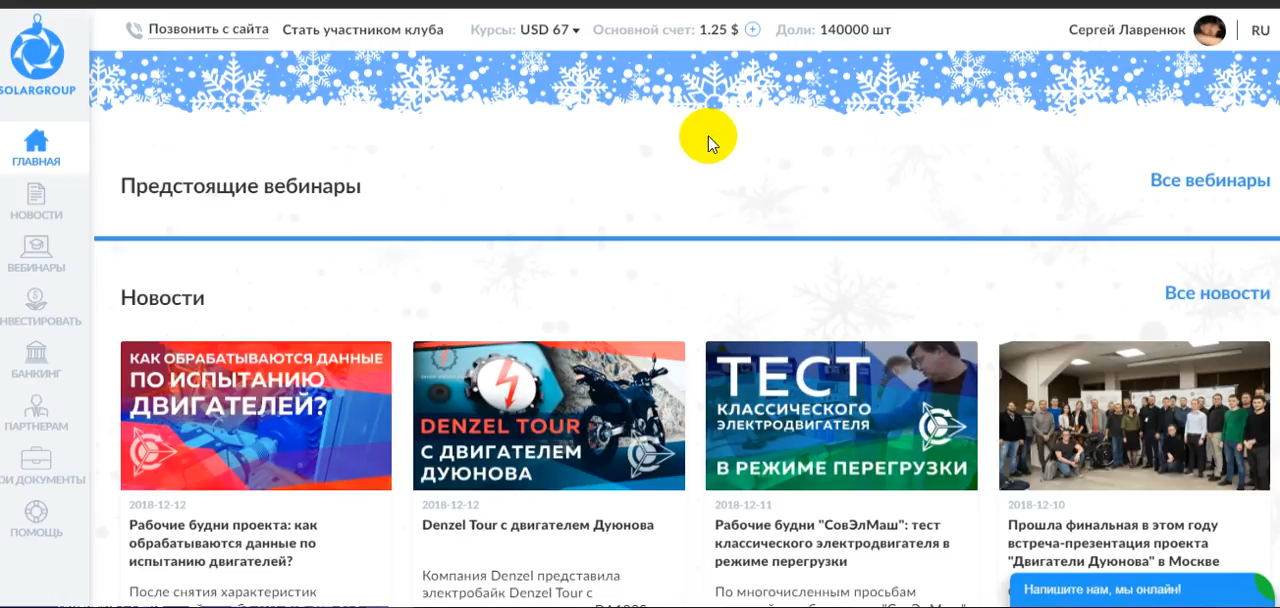 Позвонить с сайта Стать участником клуба Курсы: USD 67 Основной счет: 1.25 $ Доли: 140000 шт Сергей Лавренюк RU
SOLARGROUP
ГЛАВНАЯ
НОВОСТИ
ВЕБИНАРЫ
НВЕСТИРОВАТЬ
БАНКИНГ
ПАРТНЕРАМ
ОИ ДОКУМЕНТЫ
ПОМОЩЬ
Предстоящие вебинары
Все вебинары
Новости
Все новости
КАК ОБРАБАТЫВАЮТСЯ ДАННЫЕ
ПО ИСПЫТАНИЮ
ДВИГАТЕЛЕЙ?
2018-12-12
Рабочие будни проекта: как
обрабатываются данные по
испытанию двигателей?
После снятия характеристик
DENZEL TOUR
С ДВИГАТЕЛЕМ
ДУЮНОВА
2018-12-12
Denzel Tour с двигателем Дуюнова
Компания Denzel представила
электробайк Denzel Tour с
ТЕСТ
КЛАССИЧЕСКОГО
ЭЛЕКТРОДВИГАТЕЛЯ
В РЕЖИМЕ ПЕРЕГРУЗКИ
2018-12-11
Рабочие будни "СовЭлМаш": тест
классического электродвигателя в
режиме перегрузки
По многочисленным просьбам
2018-12-10
Прошла финальная в этом году
встреча-презентация проекта
"Двигатели Дуюнова" в Москве
Напишите нам, мы онлайн!